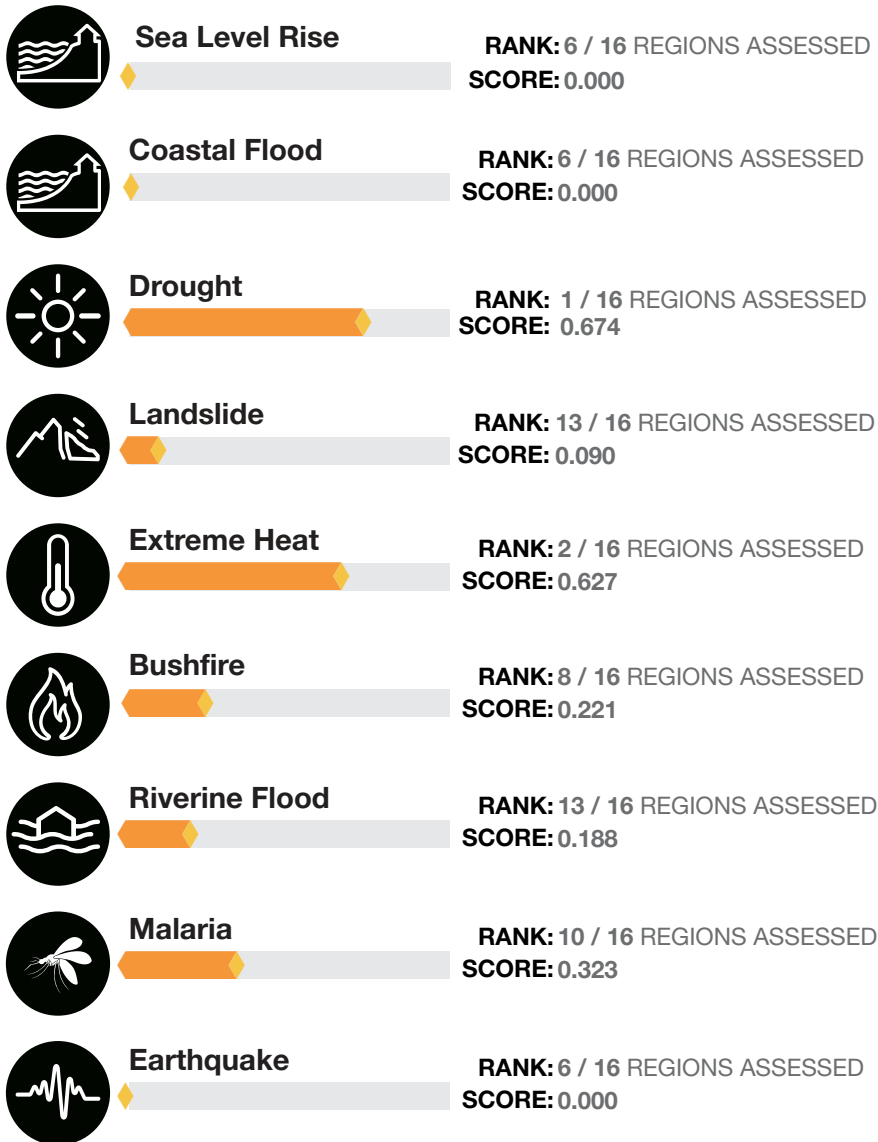 Sea Level Rise
RANK: 6 / 16 REGIONS ASSESSED
SCORE: 0.000
Coastal Flood
RANK: 6 / 16 REGIONS ASSESSED
SCORE: 0.000
Drought
RANK: 1 / 16 REGIONS ASSESSED
SCORE: 0.674
Landslide
RANK: 13 / 16 REGIONS ASSESSED
SCORE: 0.090
Extreme Heat
RANK: 2 / 16 REGIONS ASSESSED
SCORE: 0.627
Bushfire
RANK: 8 / 16 REGIONS ASSESSED
SCORE: 0.221
Riverine Flood
RANK: 13 / 16 REGIONS ASSESSED
SCORE: 0.188
Malaria
RANK: 10 / 16 REGIONS ASSESSED
SCORE: 0.323
Earthquake
RANK: 6 / 16 REGIONS ASSESSED
SCORE: 0.000